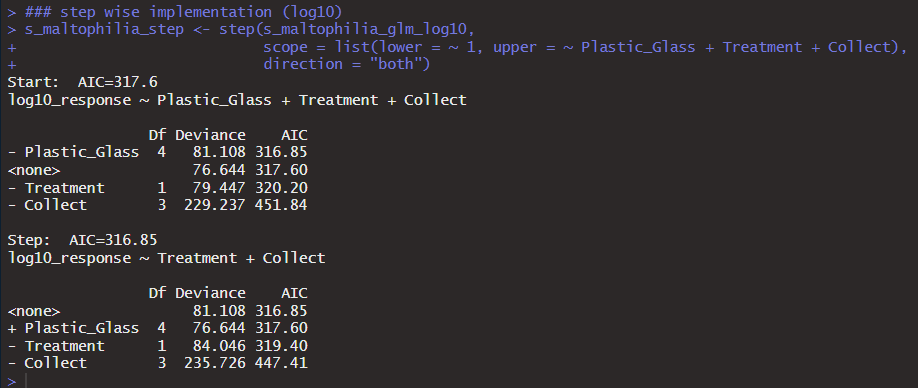 > ### step wise implementation (log10)
> s_maltophilia_step <- step(s_maltophilia_glm_log10,
+                            scope = list(lower = ~ 1, upper = ~ Plastic_Glass + Treatment + Collect),
+                            direction = "both")
Start:  AIC=317.6
log10_response ~ Plastic_Glass + Treatment + Collect

                Df Deviance    AIC
- Plastic_Glass  4   81.108 316.85
<none>               76.644 317.60
- Treatment      1   79.447 320.20
- Collect        3  229.237 451.84

Step:  AIC=316.85
log10_response ~ Treatment + Collect

                Df Deviance    AIC
<none>               81.108 316.85
+ Plastic_Glass  4   76.644 317.60
- Treatment      1   84.046 319.40
- Collect        3  235.726 447.41
>